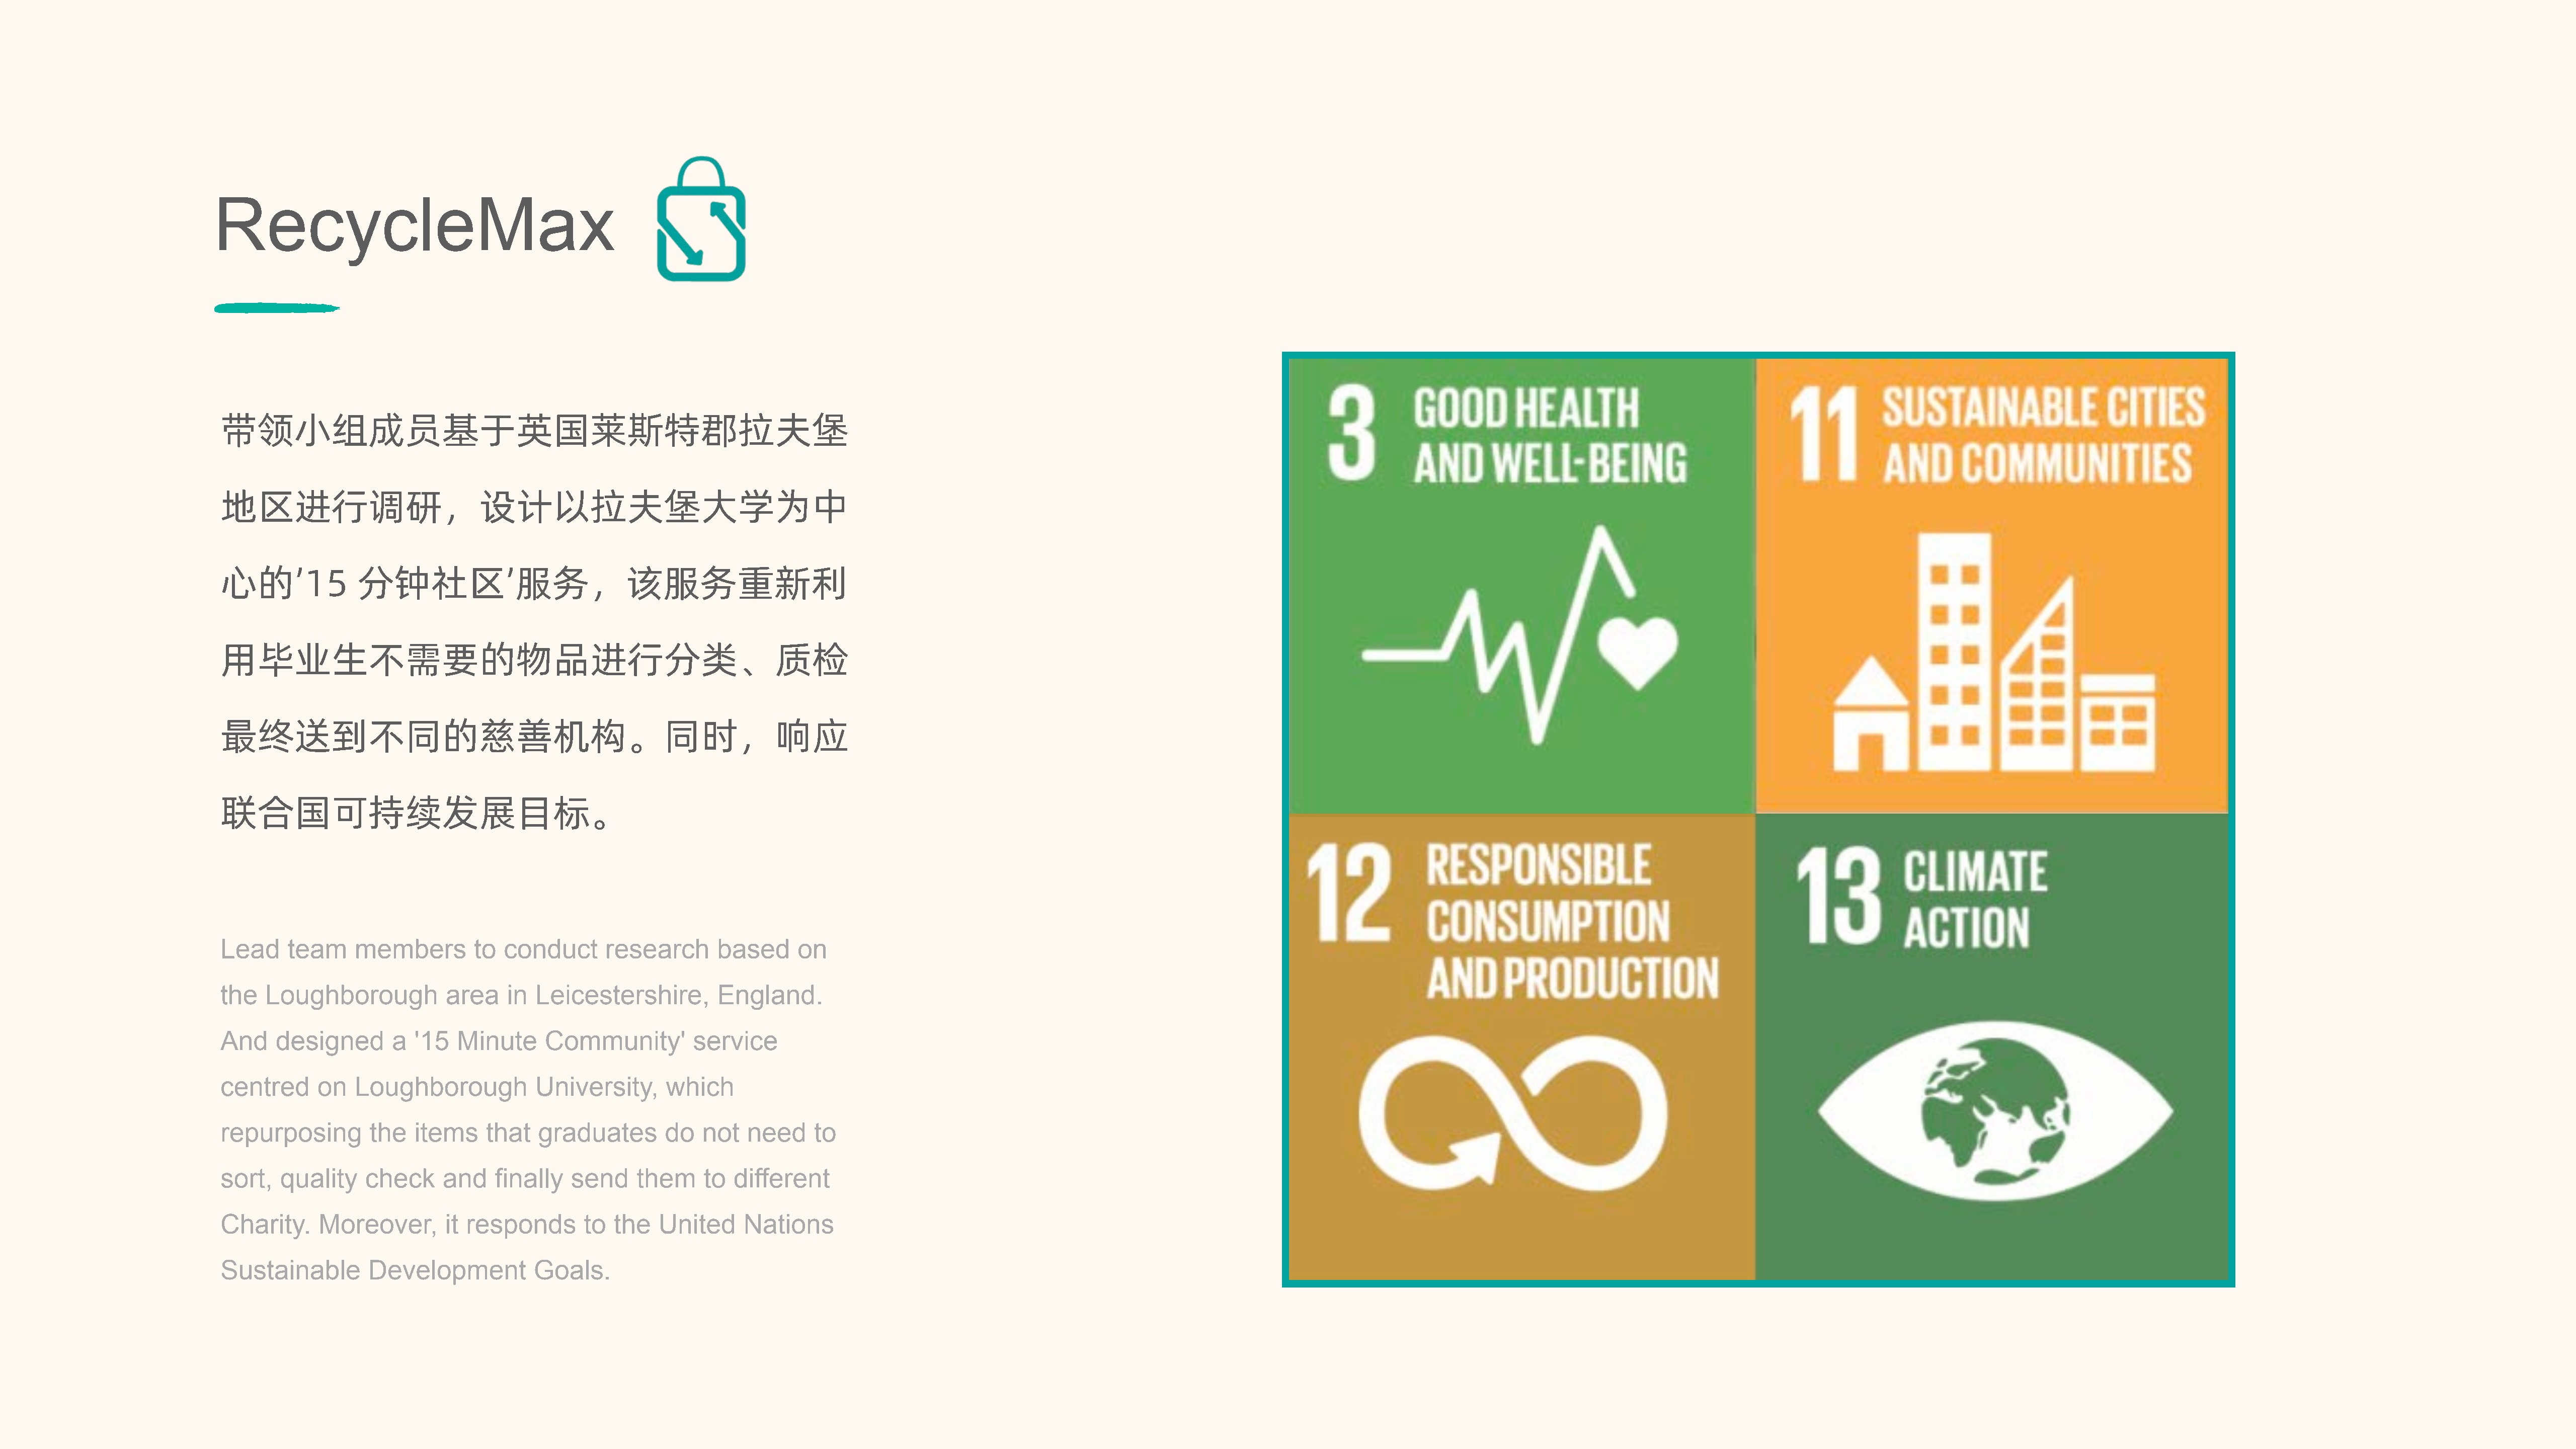 RecycleMax
带领小组成员基于英国莱斯特郡拉夫堡
地区进行调研，设计以拉夫堡大学为中
心的'15 分钟社区'服务，该服务重新利
用毕业生不需要的物品进行分类、质检
最终送到不同的慈善机构。同时，响应
联合国可持续发展目标。
Lead team members to conduct research based on
the Loughborough area in Leicestershire, England.
And designed a '15 Minute Community' service
centred on Loughborough University, which
repurposing the items that graduates do not need to
sort, quality check and finally send them to different
Charity. Moreover, it responds to the United Nations
Sustainable Development Goals.
3 GOOD HEALTH
AND WELL-BEING
11 SUSTAINABLE CITIES
AND COMMUNITIES
12 RESPONSIBLE
CONSUMPTION
AND PRODUCTION
13 CLIMATE
ACTION